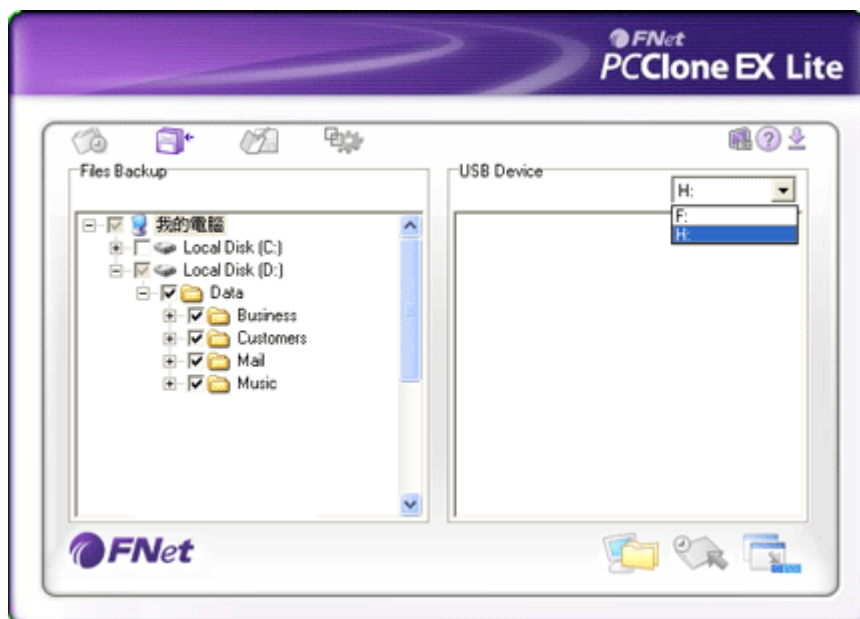 FNet
PCClone EX Lite
Files Backup
USB Device
H:
F:
H:
我的電腦
Local Disk (C:)
Local Disk (D:)
Data
Business
Customers
Mail
Music
FNet